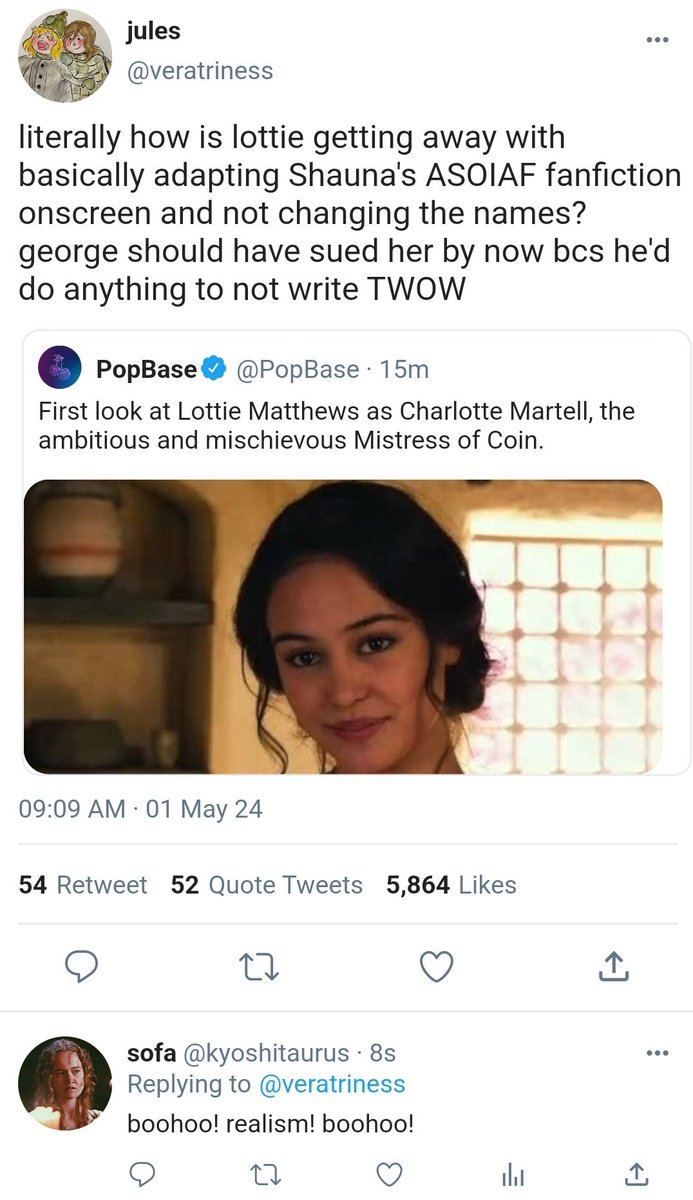 jules
@veratriness
literally how is lottie getting away with
basically adapting Shauna's ASOIAF fanfiction
onscreen and not changing the names?
george should have sued her by now bcs he'd
do anything to not write TWOW
PopBase @PopBase · 15m
First look at Lottie Matthews as Charlotte Martell, the
ambitious and mischievous Mistress of Coin.
09:09 AM · 01 May 24
54 Retweet 52 Quote Tweets 5,864 Likes
sofa @kyoshitaurus · 8s
Replying to @veratriness
boohoo! realism! boohoo!